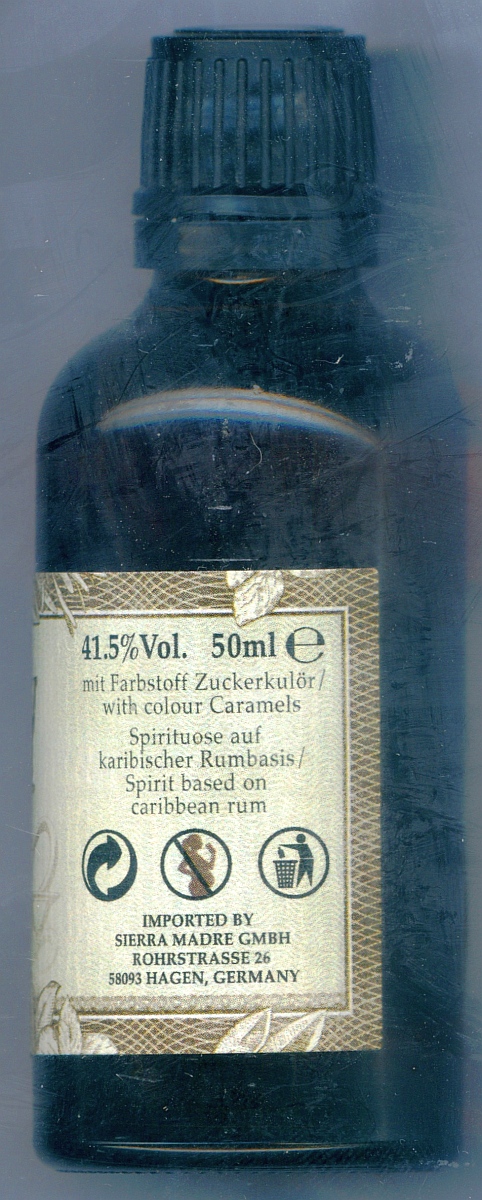 41.5%Vol. 50ml ℮
mit Farbstoff Zuckerkulör/
with colour Caramels
Spirituose auf
karibischer Rumbasis/
Spirit based on
caribbean rum
IMPORTED BY
SIERRA MADRE GMBH
ROHRSTRASSE 26
58093 HAGEN, GERMANY